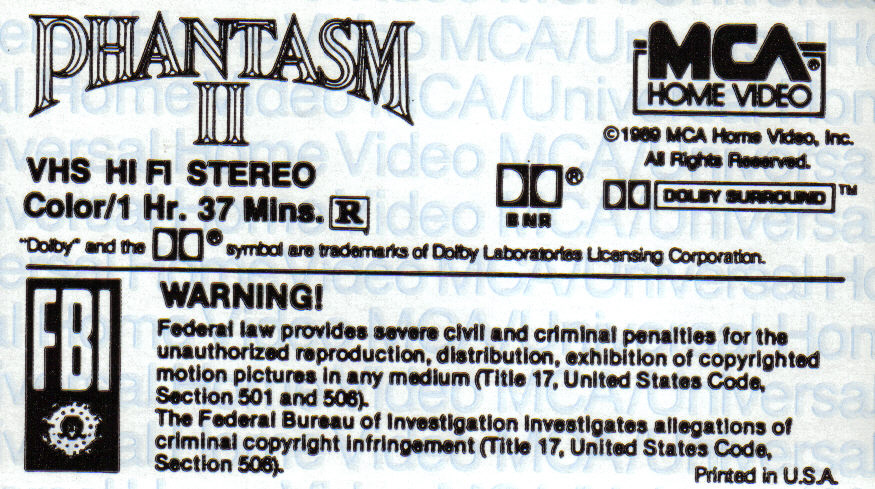 PHANTASM
II
MCA®
HOME VIDEO
©1989 MCA Home Video, Inc.
All Rights Reserved.
VHS HI FI STEREO
Color/1 Hr. 37 Mins. R
®
B NR
DOLBY SURROUND™
"Dolby" and the ® symbol are trademarks of Dolby Laboratories Licensing Corporation.
FBI
WARNING!
Federal law provides severe civil and criminal penalties for the
unauthorized reproduction, distribution, exhibition of copyrighted
motion pictures in any medium (Title 17, United States Code,
Section 501 and 506).
The Federal Bureau of Investigation investigates allegations of
criminal copyright infringement (Title 17, United States Code,
Section 506).
Printed in U.S.A.